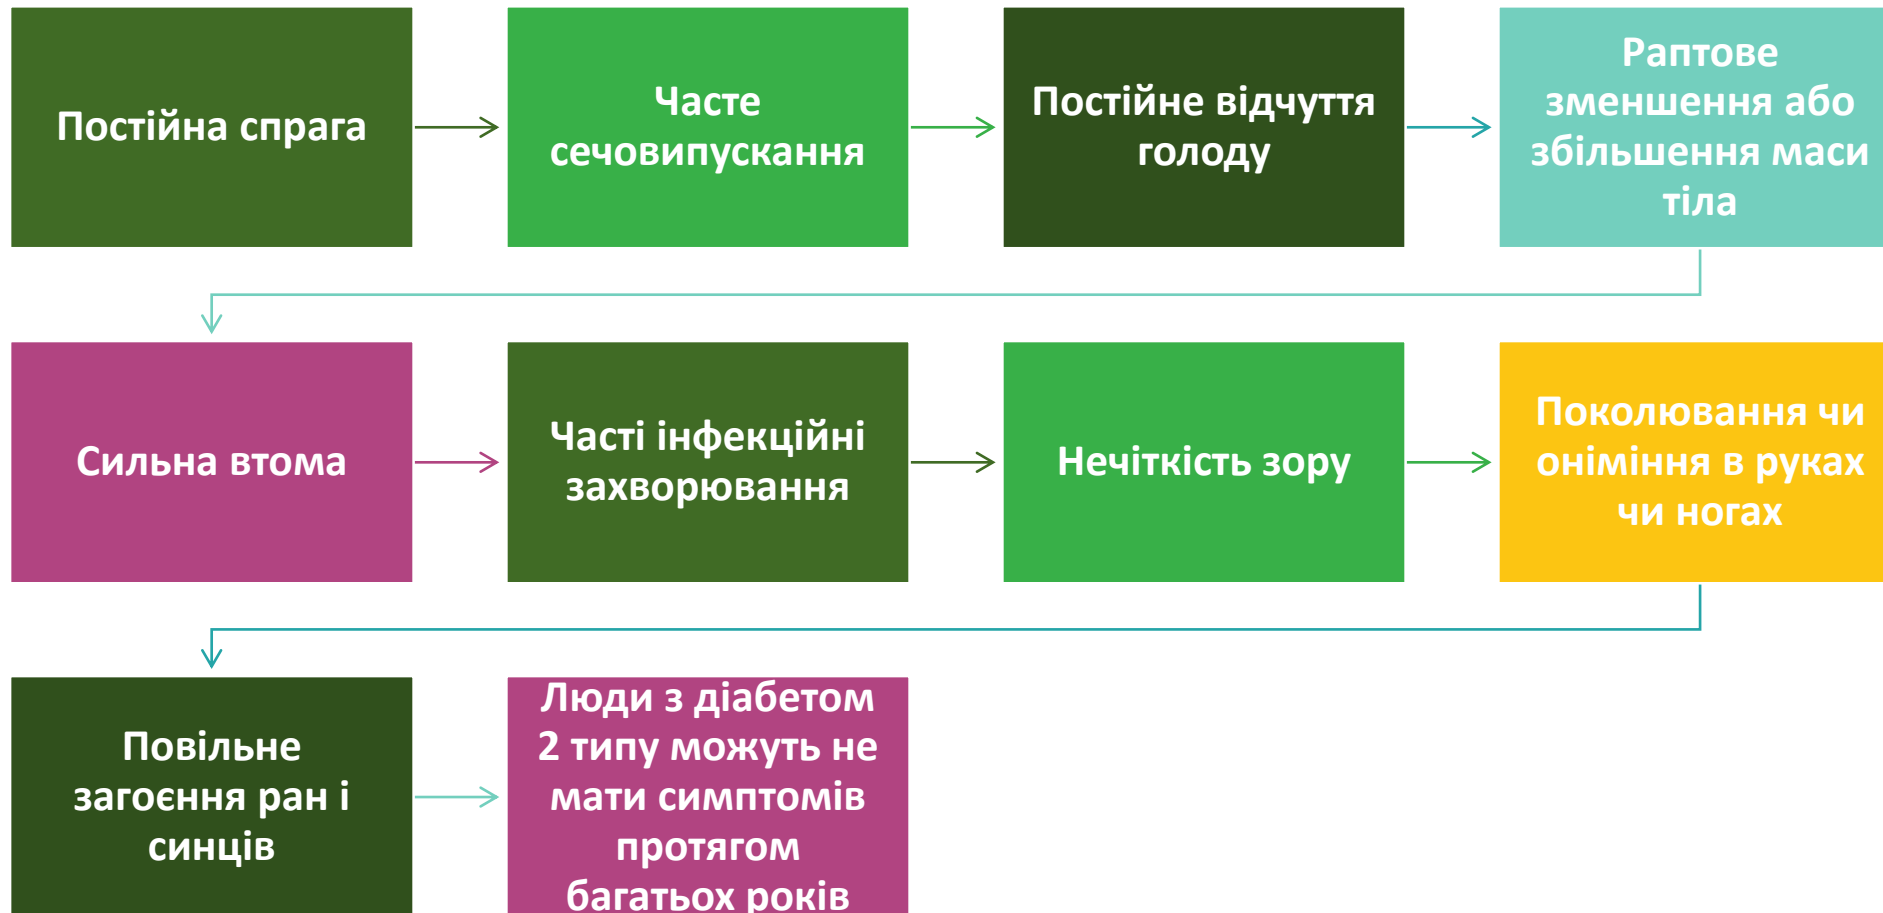 Постійна спрага
Часте
сечовипускання
Постійне відчуття
голоду
Раптове
зменшення або
збільшення маси
тіла
Сильна втома
Часті інфекційні
захворювання
Нечіткість зору
Поколювання чи
оніміння в руках
чи ногах
Повільне
загоєння ран і
синців
Люди з діабетом
2 типу можуть не
мати симптомів
протягом
багатьох років